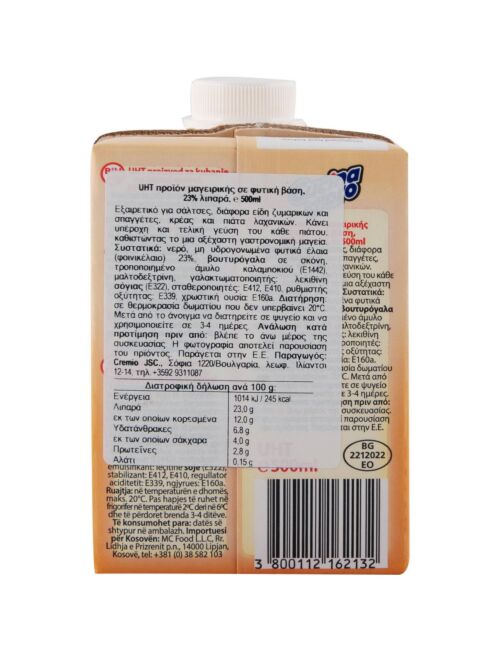 UHT προϊόν μαγειρικής σε φυτική βάση,
23% λιπαρά. ℮ 500ml
Εξαιρετικό για σάλτσες, διάφορα είδη ζυμαρικών και
σπαγγέτες, κρέας και πιάτα λαχανικών. Κάνει
υπέροχη και τελική γεύση του κάθε πιάτου.
καθιστώντας το μια αξέχαστη γαστρονομική μαγεία.
Συστατικά: νερό, μη υδρογονωμένα φυτικά έλαια
(φοινικέλαιο) 23%, βουτυρόγαλα σε σκόνη,
τροποποιημένο άμυλο καλαμποκιού (E1442),
μαλτοδεξτρίνη, γαλακτωματοποιητής: λεκιθίνη
σόγιας (E322), σταθεροποιητές: E412, E410, ρυθμιστής
οξύτητας: E339, χρωστική ουσία: E160a. Διατήρηση
σε θερμοκρασία δωματίου που δεν υπερβαίνει 20°C.
Μετά από το άνοιγμα να διατηρείτε σε ψυγείο και να
χρησιμοποιείτε σε 3-4 ημέρες. Ανάλωση κατά
προτίμηση πριν από: βλέπε το άνω μέρος της
συσκευασίας Η φωτογραφία αποτελεί παρουσίαση
του πρϊόντος. Παράγεται στην Ε.Ε. Παραγωγός:
Cremio JSC., Σόφια 1220/Βουλγαρία, λεωφ. Ιλίαντσι
12-14, τηλ. +3592 9311087
Διατροφική δήλωση ανά 100 g:
Ενέργεια 1014 kJ / 245 kcal
Λιπαρά 23,0 g
εκ των οποίων κορεσμένα 12,0 g
Υδατάνθρακες 6,8 g
εκ των οποίων σάκχαρα 4,0 g
Πρωτεΐνες 2,8 g
Αλάτι 0,15 g
UHT
℮ 500ml
BG
2212022
EO
stabilizant: E412, E410, regullator
aciditeti: E339, ngjyrues: E160a.
Ruajtja: në temperaturën e dhomës,
maks, 20°C. Pas hapjes të ruhet në
frigorifer në temperaturë 2°C deri në 6°C
dhe të përdoret brenda 3-4 ditëve.
Të konsumohet para: datës së
shtypur në ambalazh. Importuesi
për Kosovën: MC Food L.L.C, Rr.
Lidhja e Prizrenit p.n., 14000 Lipjan,
Kosovë, tel: +381 (0) 38 582 103
3 800112 162132